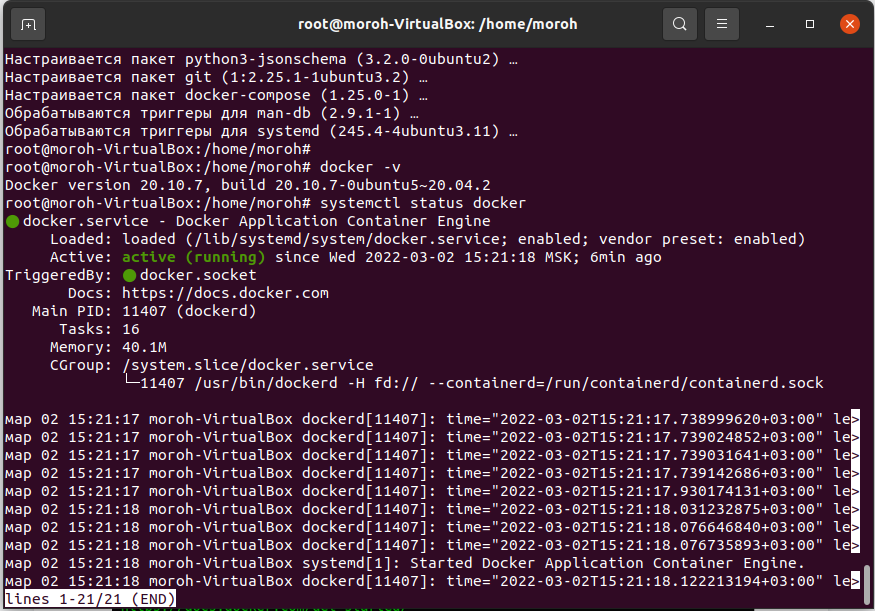 root@moroh-VirtualBox: /home/moroh
Настраивается пакет python3-jsonschema (3.2.0-0ubuntu2) …
Настраивается пакет git (1:2.25.1-1ubuntu3.2) …
Настраивается пакет docker-compose (1.25.0-1) …
Обрабатываются триггеры для man-db (2.9.1-1) …
Обрабатываются триггеры для systemd (245.4-4ubuntu3.11) …
root@moroh-VirtualBox:/home/moroh#
root@moroh-VirtualBox:/home/moroh# docker -v
Docker version 20.10.7, build 20.10.7-0ubuntu5~20.04.2
root@moroh-VirtualBox:/home/moroh# systemctl status docker
● docker.service - Docker Application Container Engine
Loaded: loaded (/lib/systemd/system/docker.service; enabled; vendor preset: enabled)
Active: active (running) since Wed 2022-03-02 15:21:18 MSK; 6min ago
TriggeredBy: ● docker.socket
Docs: https://docs.docker.com
Main PID: 11407 (dockerd)
Tasks: 16
Memory: 40.1M
CGroup: /system.slice/docker.service
└─11407 /usr/bin/dockerd -H fd:// --containerd=/run/containerd/containerd.sock
мар 02 15:21:17 moroh-VirtualBox dockerd[11407]: time="2022-03-02T15:21:17.738999620+03:00" le>
мар 02 15:21:17 moroh-VirtualBox dockerd[11407]: time="2022-03-02T15:21:17.739024852+03:00" le>
мар 02 15:21:17 moroh-VirtualBox dockerd[11407]: time="2022-03-02T15:21:17.739031641+03:00" le>
мар 02 15:21:17 moroh-VirtualBox dockerd[11407]: time="2022-03-02T15:21:17.739142686+03:00" le>
мар 02 15:21:17 moroh-VirtualBox dockerd[11407]: time="2022-03-02T15:21:17.930174131+03:00" le>
мар 02 15:21:18 moroh-VirtualBox dockerd[11407]: time="2022-03-02T15:21:18.031232875+03:00" le>
мар 02 15:21:18 moroh-VirtualBox dockerd[11407]: time="2022-03-02T15:21:18.076646840+03:00" le>
мар 02 15:21:18 moroh-VirtualBox dockerd[11407]: time="2022-03-02T15:21:18.076735893+03:00" le>
мар 02 15:21:18 moroh-VirtualBox systemd[1]: Started Docker Application Container Engine.
мар 02 15:21:18 moroh-VirtualBox dockerd[11407]: time="2022-03-02T15:21:18.122213194+03:00" le>
lines 1-21/21 (END)